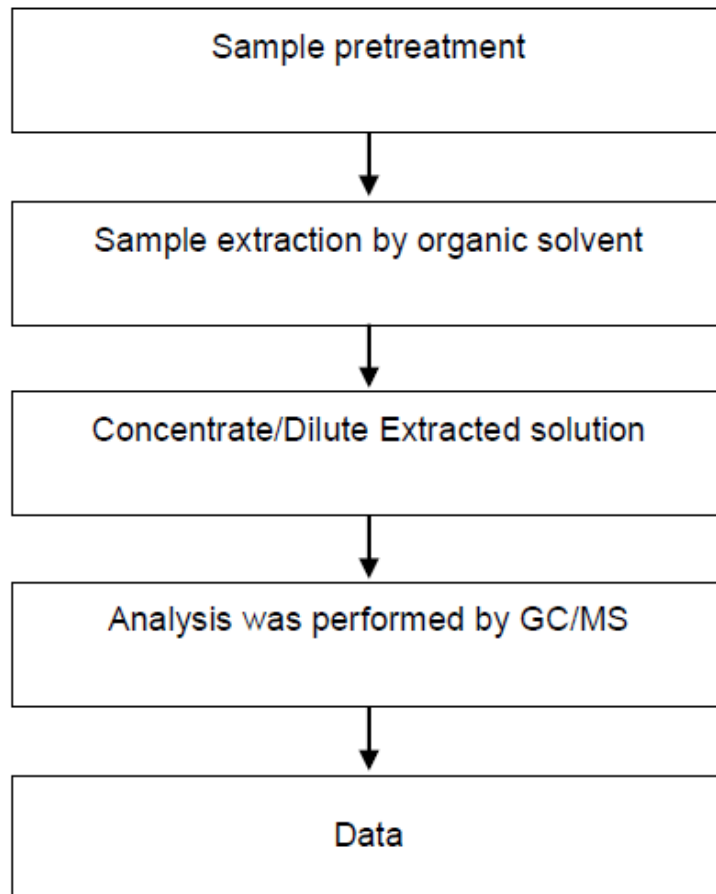 Sample pretreatment
Sample extraction by organic solvent
Concentrate/Dilute Extracted solution
Analysis was performed by GC/MS
Data